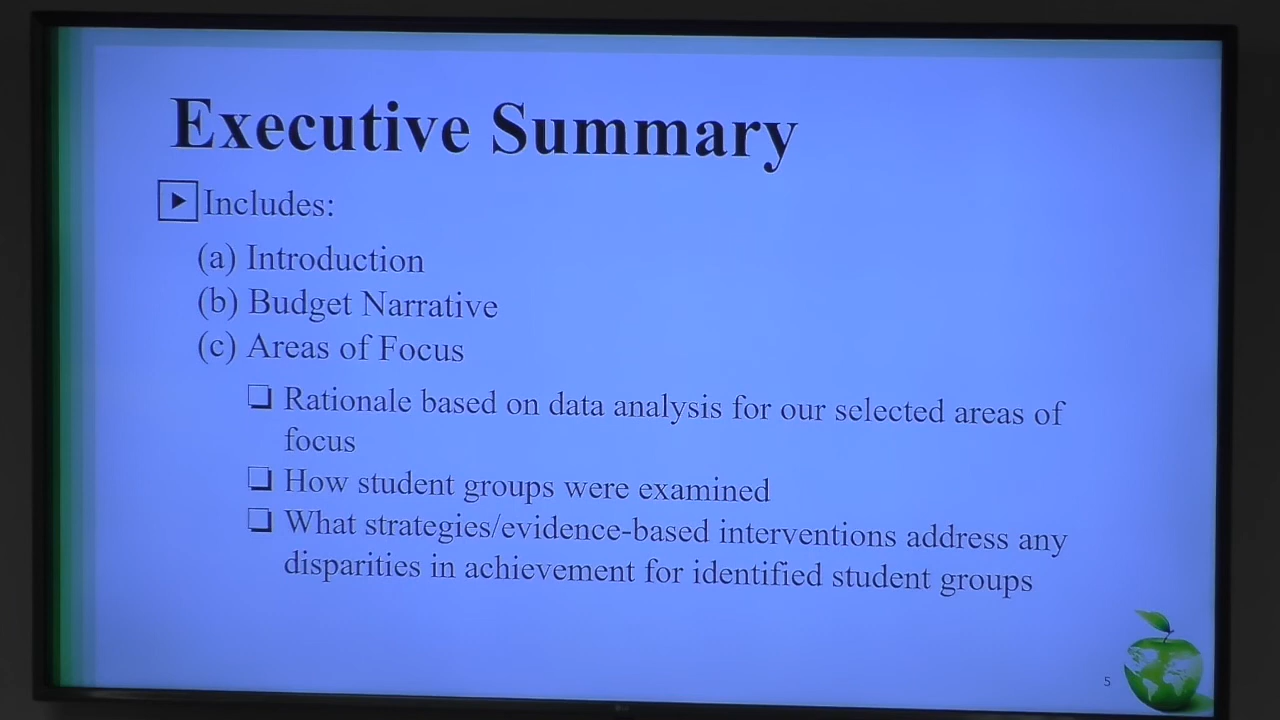 Executive Summary
Includes:
(a) Introduction
(b) Budget Narrative
(c) Areas of Focus
Rationale based on data analysis for our selected areas of
focus
How student groups were examined
What strategies/evidence-based interventions address any
disparities in achievement for identified student groups
5